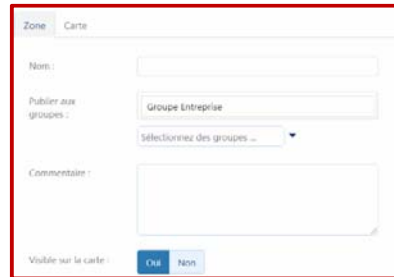 Zone Carte
Nom :
Publier aux
groupes :
Groupe Entreprise
Sélectionnez des groupes ...
Commentaire :
Visible sur la carte : Oui Non